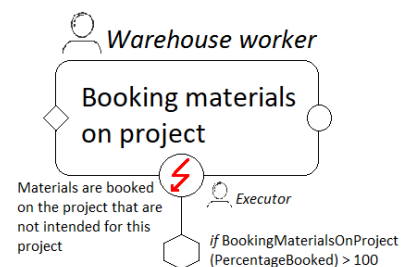 Warehouse worker
Booking materials
on project
Materials are booked
on the project that are
not intended for this
project
Executor
if BookingMaterialsOnProject
(PercentageBooked) > 100